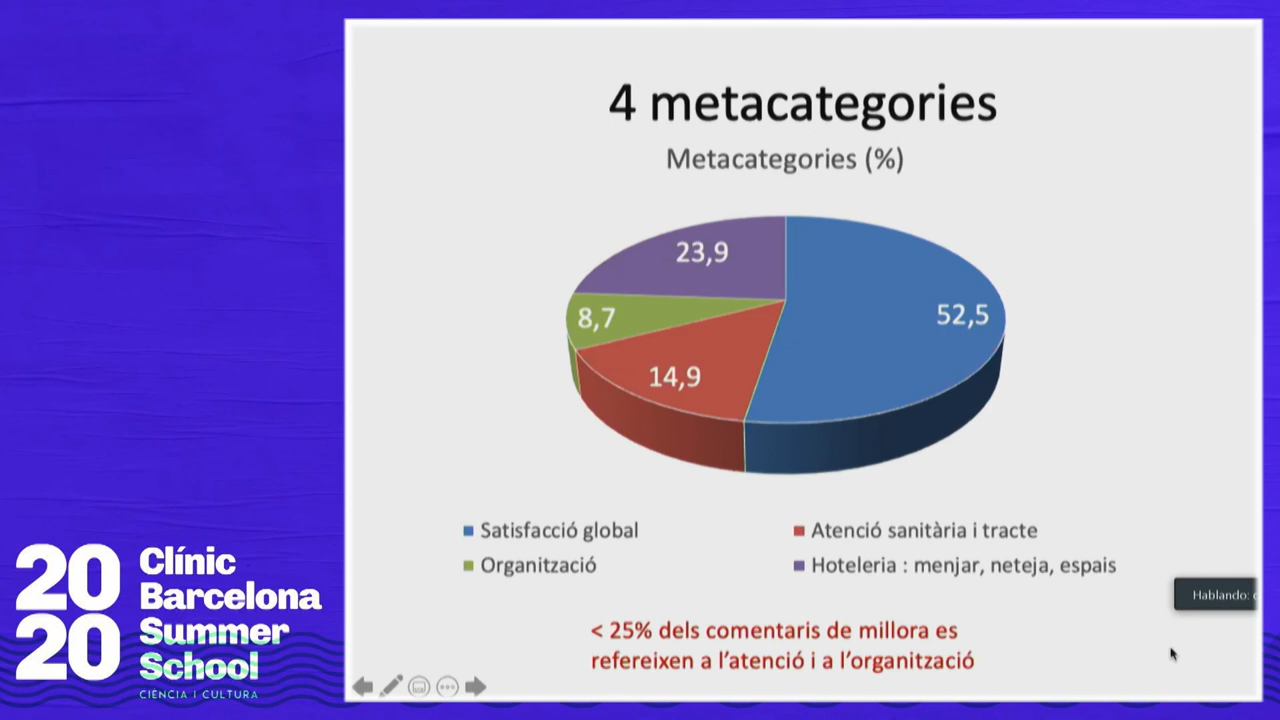 4 metacategories
Metacategories (%)
23,9
52,5
8,7
14,9
Satisfacció global
Atenció sanitària i tracte
Organització
Hoteleria : menjar, neteja, espais
< 25% dels comentaris de millora es
refereixen a l'atenció i a l'organització
Hablando:
2020
Clínic
Barcelona
Summer
School
CIÈNCIA I CULTURA